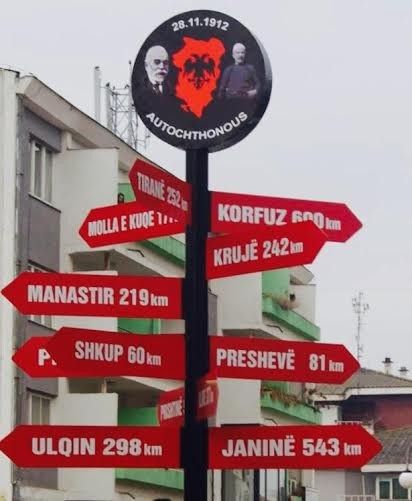 28.11.1912
AUTOCHTHONOUS
TIRANË 252 km
MOLLA E KUQE
KORFUZ 600 km
KRUJË 242 km
MANASTIR 219 km
SHKUP 60 km
PRESHEVË 81 km
PRISHTINË
ULQIN 298 km
JANINË 543 km